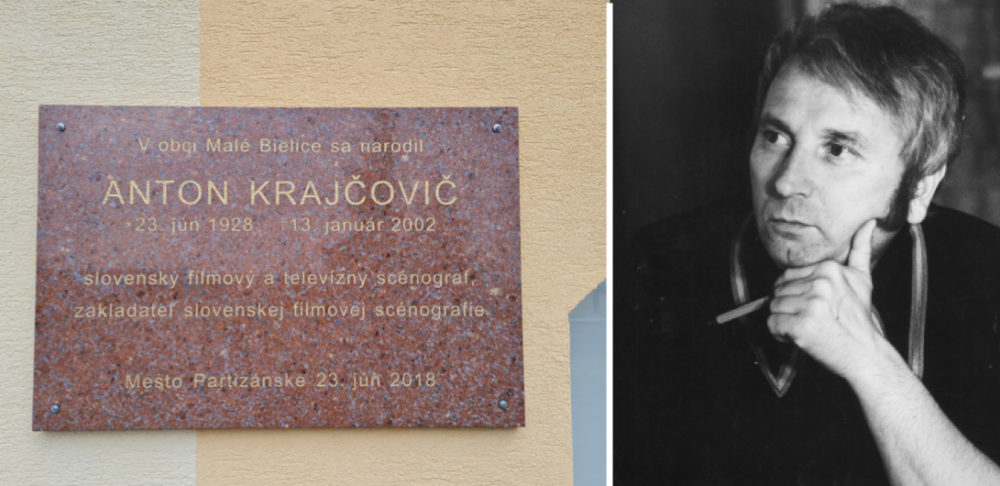 V obci Malé Bielice sa narodil
ANTON KRAJČOVIČ
*23. jún 1928 †13. január 2002
slovenský filmový a televízny scénograf,
zakladateľ slovenskej filmovej scénografie
Mesto Partizánske 23. jún 2018